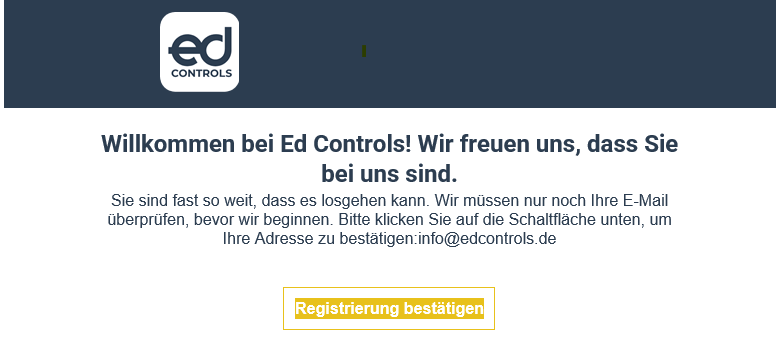 ed
CONTROLS
Willkommen bei Ed Controls! Wir freuen uns, dass Sie
bei uns sind.
Sie sind fast so weit, dass es losgehen kann. Wir müssen nur noch Ihre E-Mail
überprüfen, bevor wir beginnen. Bitte klicken Sie auf die Schaltfläche unten, um
Ihre Adresse zu bestätigen:info@edcontrols.de
Registrierung bestätigen